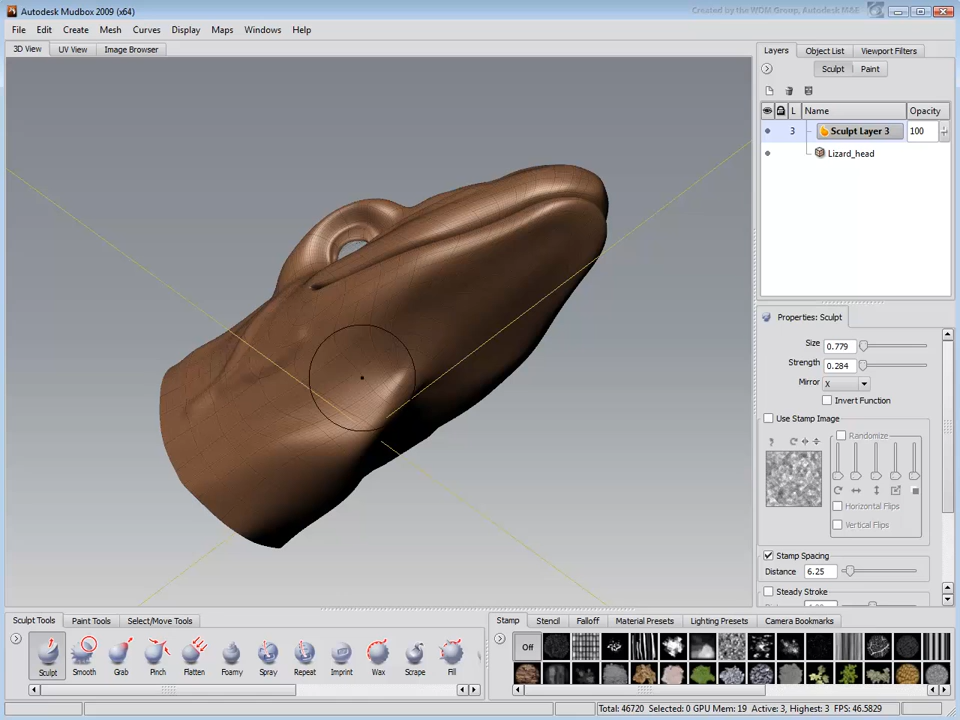 Autodesk Mudbox 2009 (x64)
Created by the WOM Group, Autodesk M&E
File Edit Create Mesh Curves Display Maps Windows Help
3D View UV View Image Browser
Layers Object List Viewport Filters
Sculpt Paint
L Name Opacity
3 Sculpt Layer 3 100
Lizard_head
Properties: Sculpt
Size 0.779
Strength 0.284
Mirror X
Invert Function
Use Stamp Image
Randomize
Horizontal Flips
Vertical Flips
Stamp Spacing
Distance 6.25
Steady Stroke
Sculpt Tools Paint Tools Select/Move Tools
Stamp Stencil Falloff Material Presets Lighting Presets Camera Bookmarks
Off
Sculpt Smooth Grab Pinch Flatten Foamy Spray Repeat Imprint Wax Scrape Fill
Total: 46720 Selected: 0 GPU Mem: 19 Active: 3, Highest: 3 FPS: 46.5829